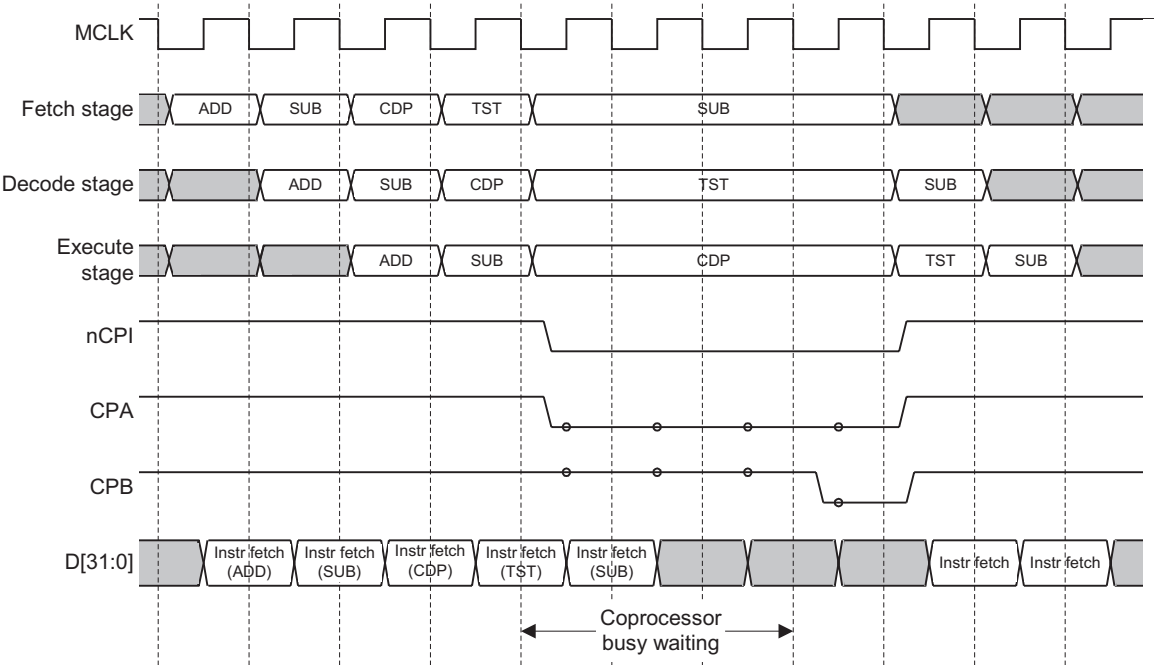 MCLK
Fetch stage ADD SUB CDP TST SUB
Decode stage ADD SUB CDP TST SUB
Execute
stage ADD SUB CDP TST SUB
nCPI
CPA
CPB
D[31:0] Instr fetch Instr fetch Instr fetch Instr fetch Instr fetch Instr fetch Instr fetch
(ADD) (SUB) (CDP) (TST) (SUB)
Coprocessor
busy waiting